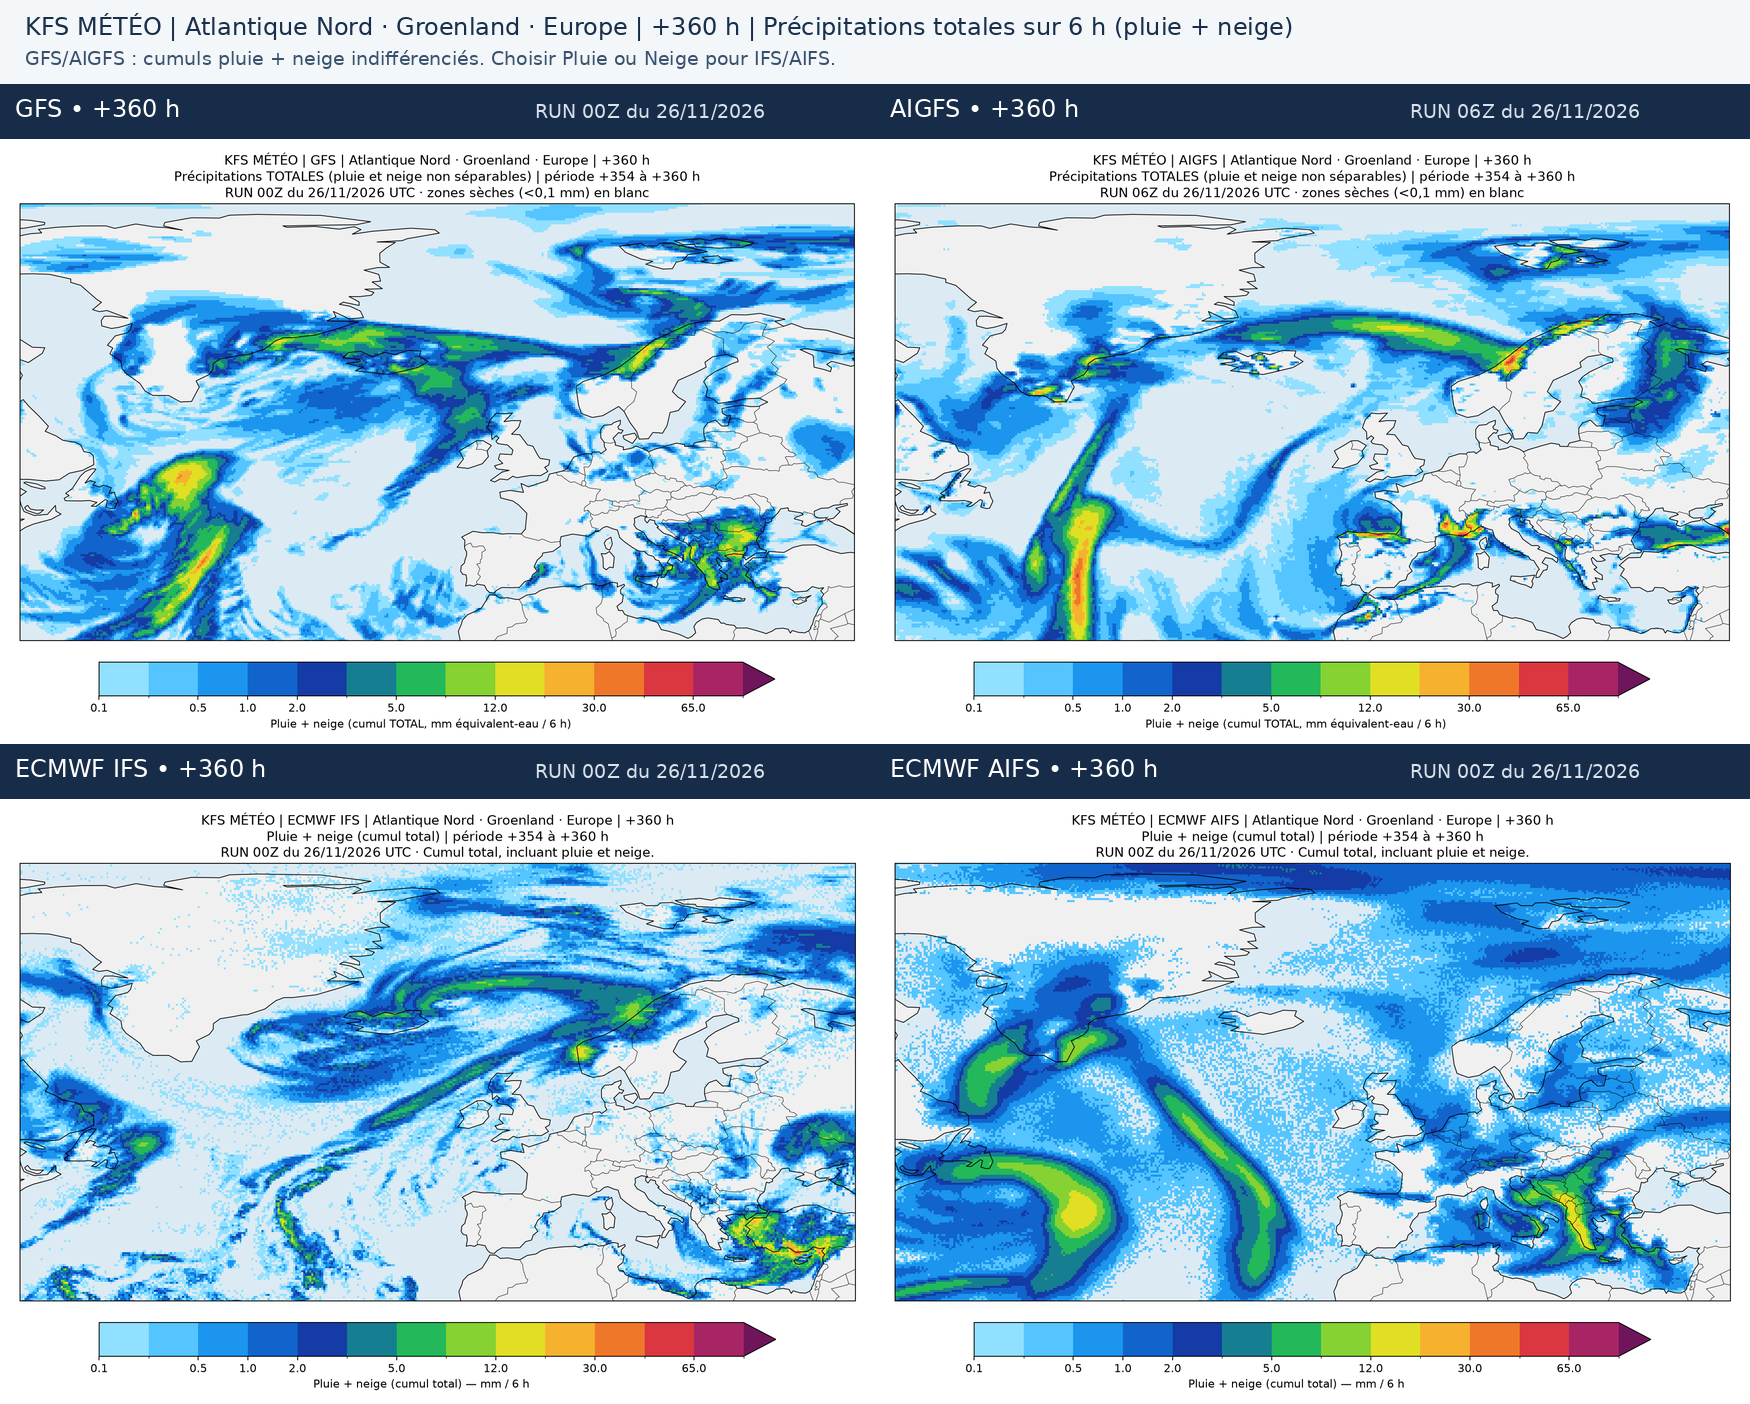 KFS MÉTÉO | Atlantique Nord · Groenland · Europe | +360 h | Précipitations totales sur 6 h (pluie + neige)
GFS/AIGFS : cumuls pluie + neige indifférenciés. Choisir Pluie ou Neige pour IFS/AIFS.
GFS • +360 h RUN 00Z du 26/11/2026
KFS MÉTÉO | GFS | Atlantique Nord · Groenland · Europe | +360 h
Précipitations TOTALES (pluie et neige non séparables) | période +354 à +360 h
RUN 00Z du 26/11/2026 UTC · zones sèches (<0,1 mm) en blanc
0.1 0.5 1.0 2.0 5.0 12.0 30.0 65.0
Pluie + neige (cumul TOTAL, mm équivalent-eau / 6 h)
AIGFS • +360 h RUN 06Z du 26/11/2026
KFS MÉTÉO | AIGFS | Atlantique Nord · Groenland · Europe | +360 h
Précipitations TOTALES (pluie et neige non séparables) | période +354 à +360 h
RUN 06Z du 26/11/2026 UTC · zones sèches (<0,1 mm) en blanc
0.1 0.5 1.0 2.0 5.0 12.0 30.0 65.0
Pluie + neige (cumul TOTAL, mm équivalent-eau / 6 h)
ECMWF IFS • +360 h RUN 00Z du 26/11/2026
KFS MÉTÉO | ECMWF IFS | Atlantique Nord · Groenland · Europe | +360 h
Pluie + neige (cumul total) | période +354 à +360 h
RUN 00Z du 26/11/2026 UTC · Cumul total, incluant pluie et neige.
0.1 0.5 1.0 2.0 5.0 12.0 30.0 65.0
Pluie + neige (cumul total) — mm / 6 h
ECMWF AIFS • +360 h RUN 00Z du 26/11/2026
KFS MÉTÉO | ECMWF AIFS | Atlantique Nord · Groenland · Europe | +360 h
Pluie + neige (cumul total) | période +354 à +360 h
RUN 00Z du 26/11/2026 UTC · Cumul total, incluant pluie et neige.
0.1 0.5 1.0 2.0 5.0 12.0 30.0 65.0
Pluie + neige (cumul total) — mm / 6 h